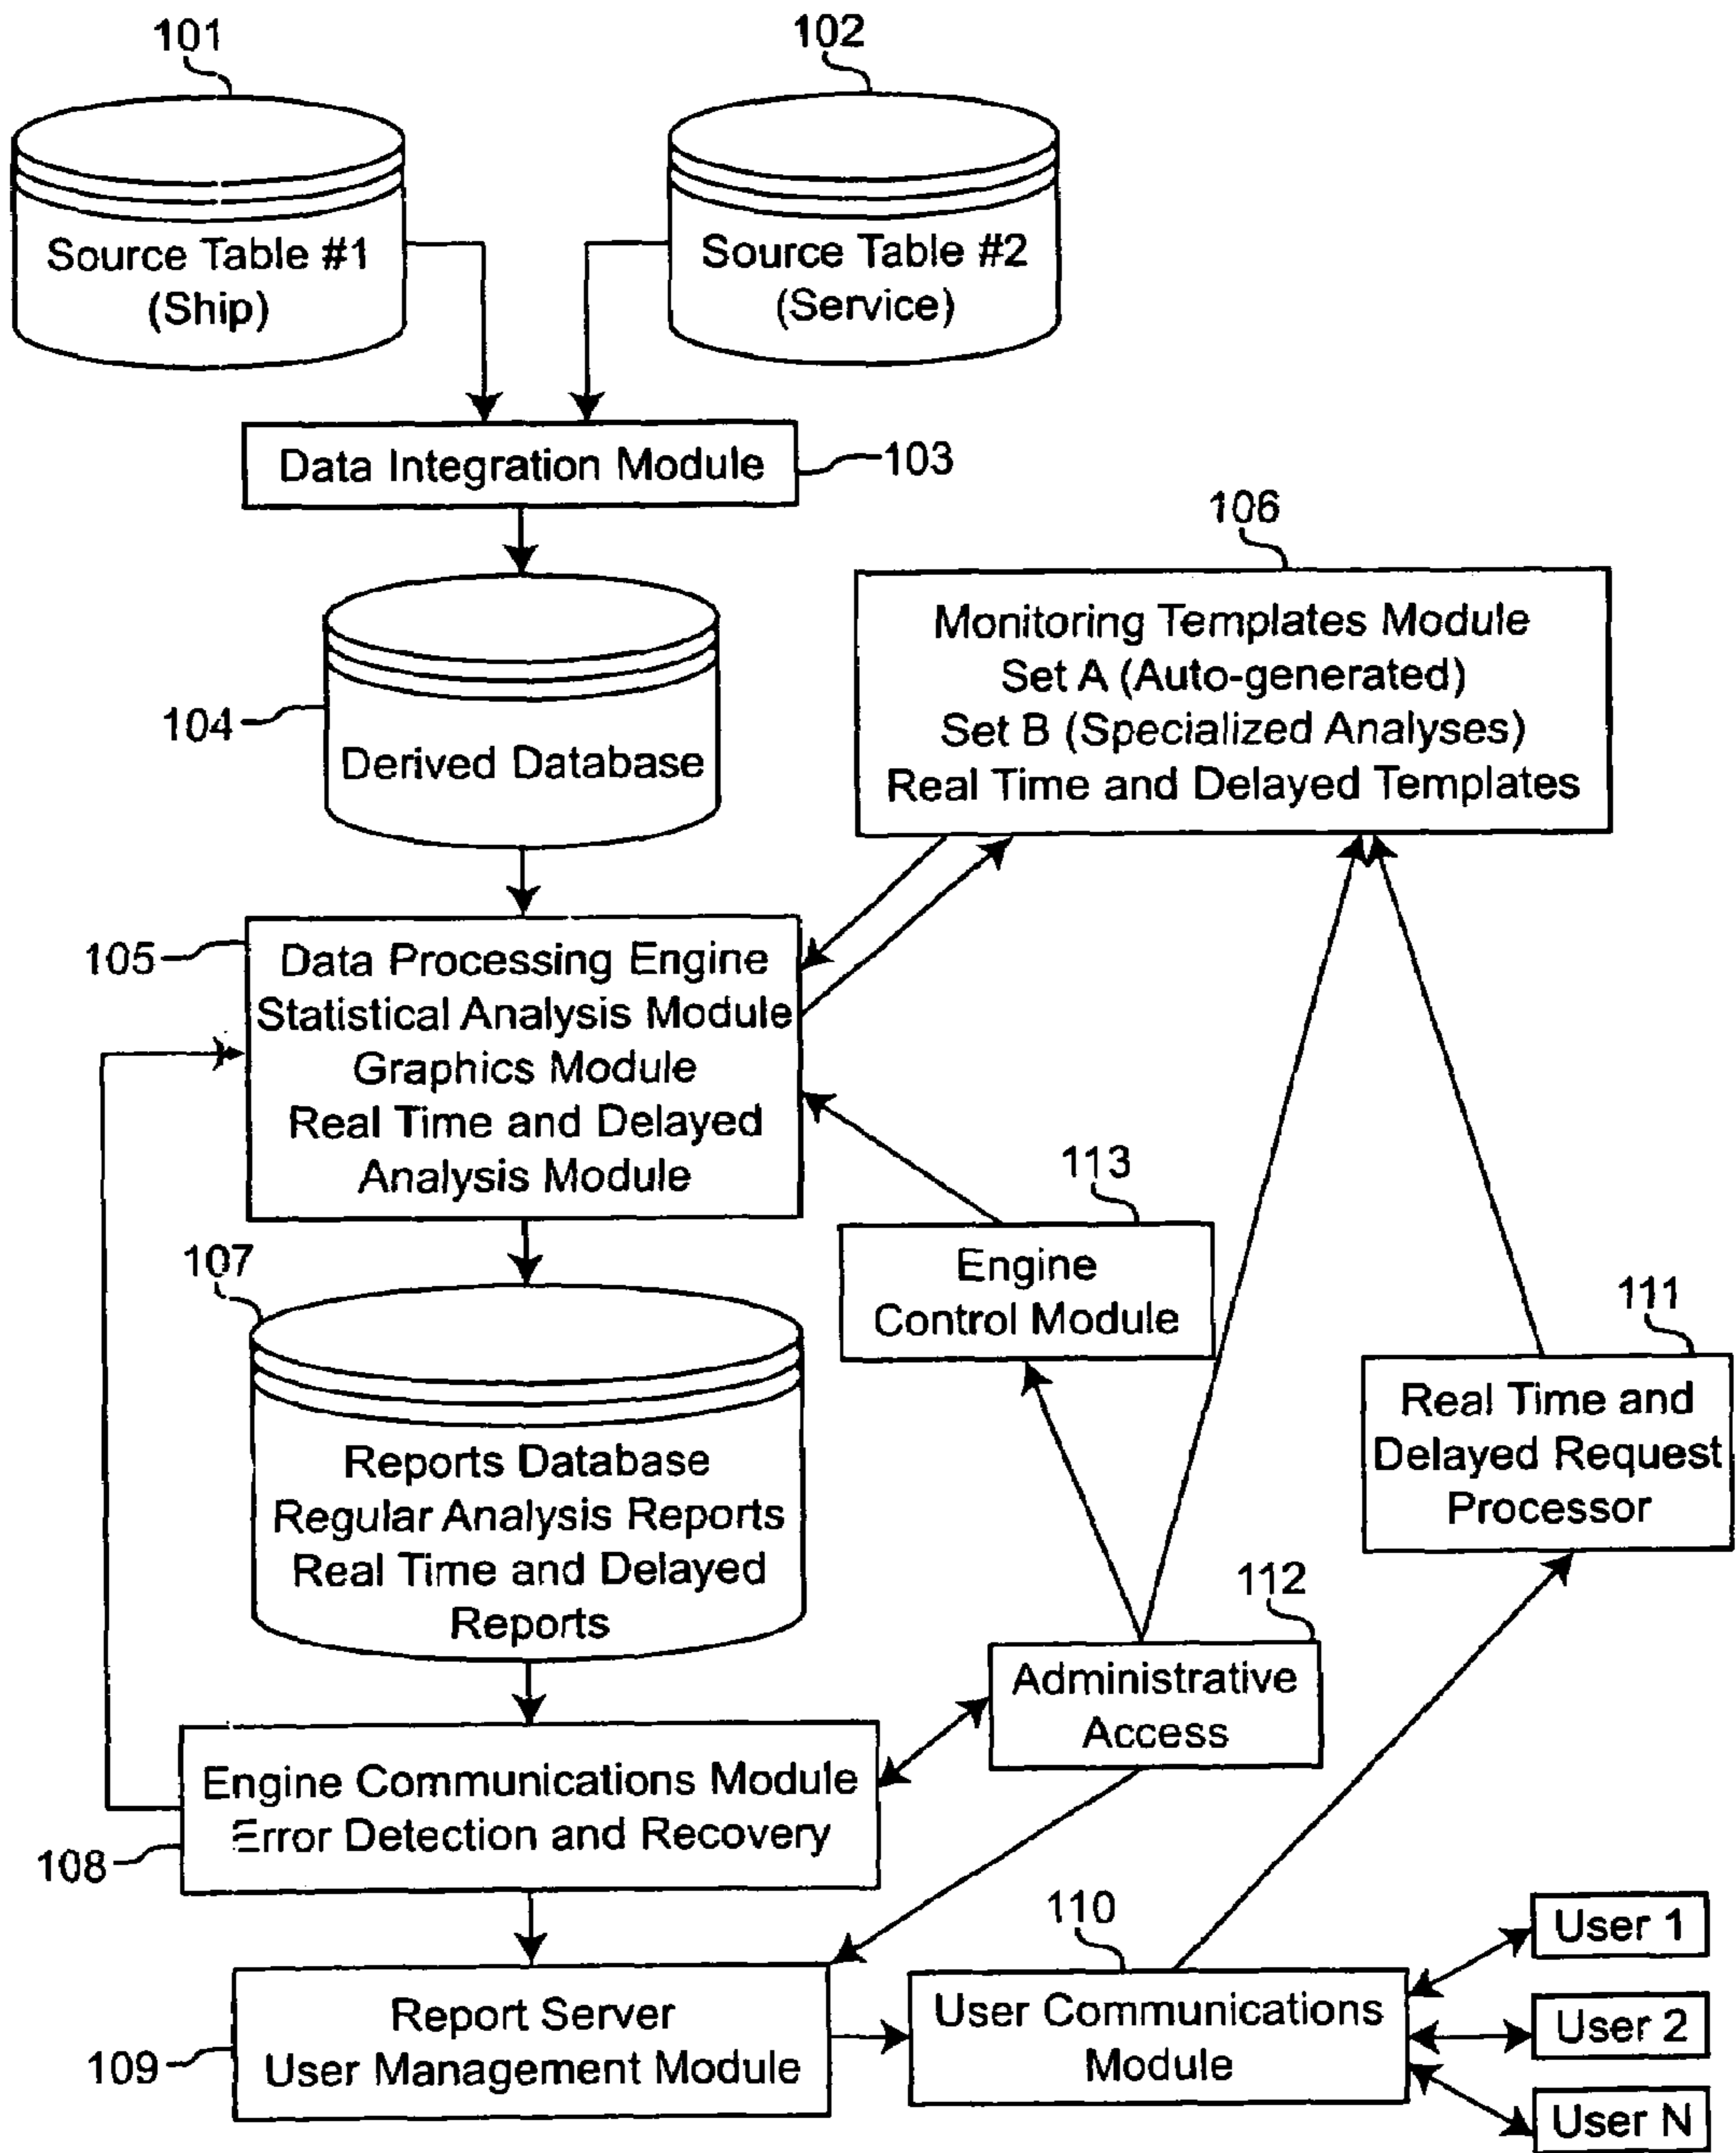 101
102
Source Table #1
(Ship)
Source Table #2
(Service)
Data Integration Module
103
106
Monitoring Templates Module
Set A (Auto-generated)
Set B (Specialized Analyses)
Real Time and Delayed Templates
104
Derived Database
105
Data Processing Engine
Statistical Analysis Module
Graphics Module
Real Time and Delayed
Analysis Module
113
Engine
Control Module
107
111
Real Time and
Delayed Request
Processor
Reports Database
Regular Analysis Reports
Real Time and Delayed
Reports
112
Administrative
Access
Engine Communications Module
Error Detection and Recovery
108
110
User 1
Report Server
User Management Module
109
User Communications
Module
User 2
User N